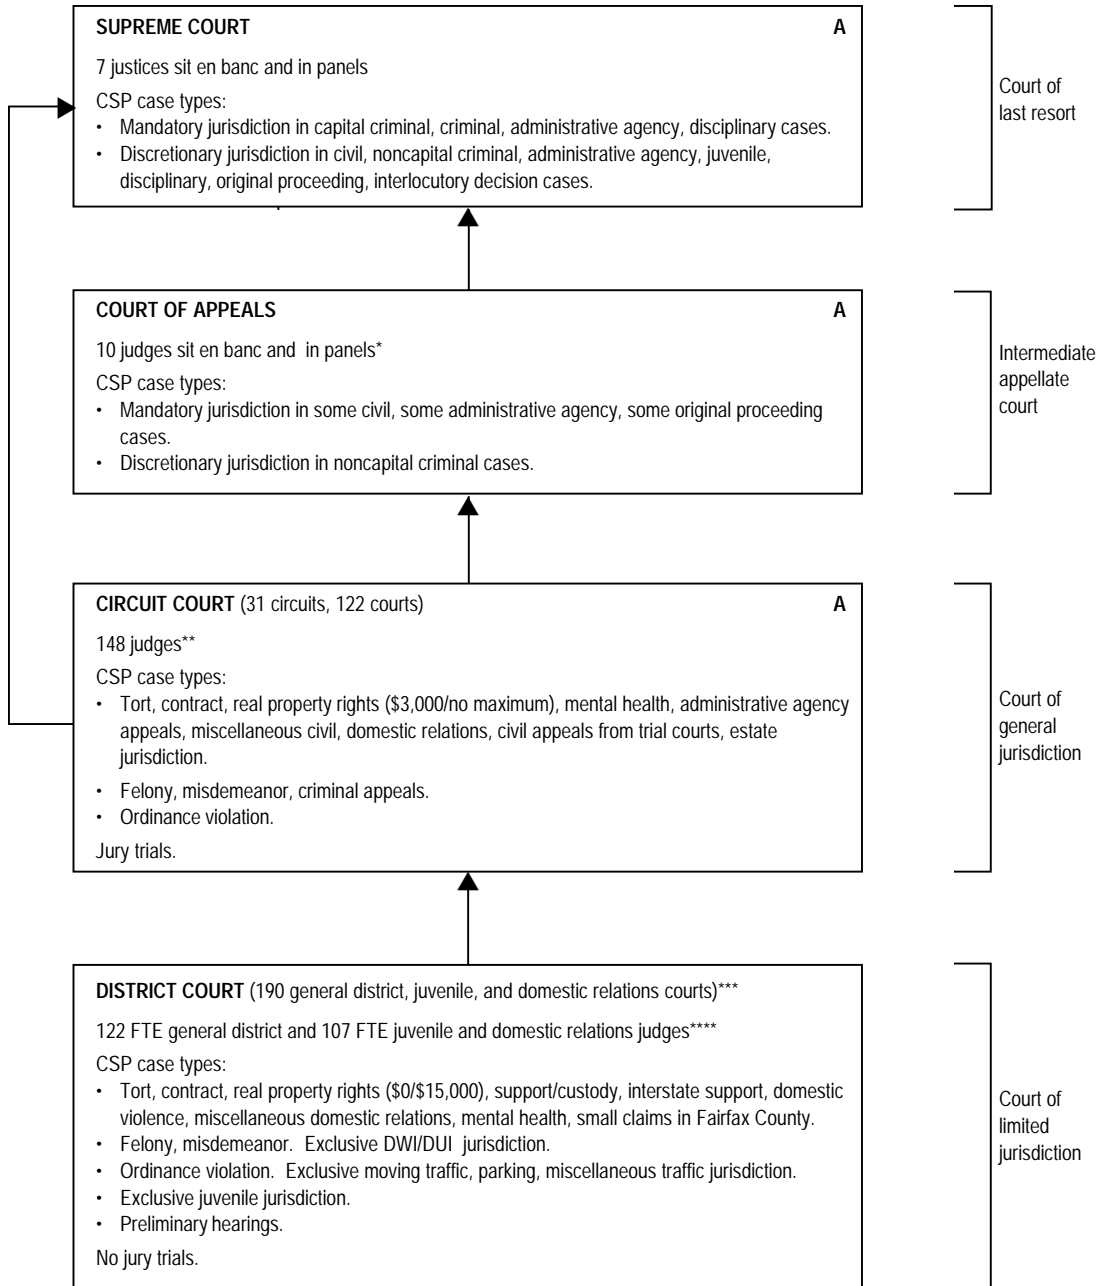 SUPREME COURT A
7 justices sit en banc and in panels
CSP case types:
• Mandatory jurisdiction in capital criminal, criminal, administrative agency, disciplinary cases.
• Discretionary jurisdiction in civil, noncapital criminal, administrative agency, juvenile,
disciplinary, original proceeding, interlocutory decision cases.
Court of
last resort
COURT OF APPEALS A
10 judges sit en banc and in panels*
CSP case types:
• Mandatory jurisdiction in some civil, some administrative agency, some original proceeding
cases.
• Discretionary jurisdiction in noncapital criminal cases.
Intermediate
appellate
court
CIRCUIT COURT (31 circuits, 122 courts) A
148 judges**
CSP case types:
• Tort, contract, real property rights ($3,000/no maximum), mental health, administrative agency
appeals, miscellaneous civil, domestic relations, civil appeals from trial courts, estate
jurisdiction.
• Felony, misdemeanor, criminal appeals.
• Ordinance violation.
Jury trials.
Court of
general
jurisdiction
DISTRICT COURT (190 general district, juvenile, and domestic relations courts)***
122 FTE general district and 107 FTE juvenile and domestic relations judges****
CSP case types:
• Tort, contract, real property rights ($0/$15,000), support/custody, interstate support, domestic
violence, miscellaneous domestic relations, mental health, small claims in Fairfax County.
• Felony, misdemeanor. Exclusive DWI/DUI jurisdiction.
• Ordinance violation. Exclusive moving traffic, parking, miscellaneous traffic jurisdiction.
• Exclusive juvenile jurisdiction.
• Preliminary hearings.
No jury trials.
Court of
limited
jurisdiction